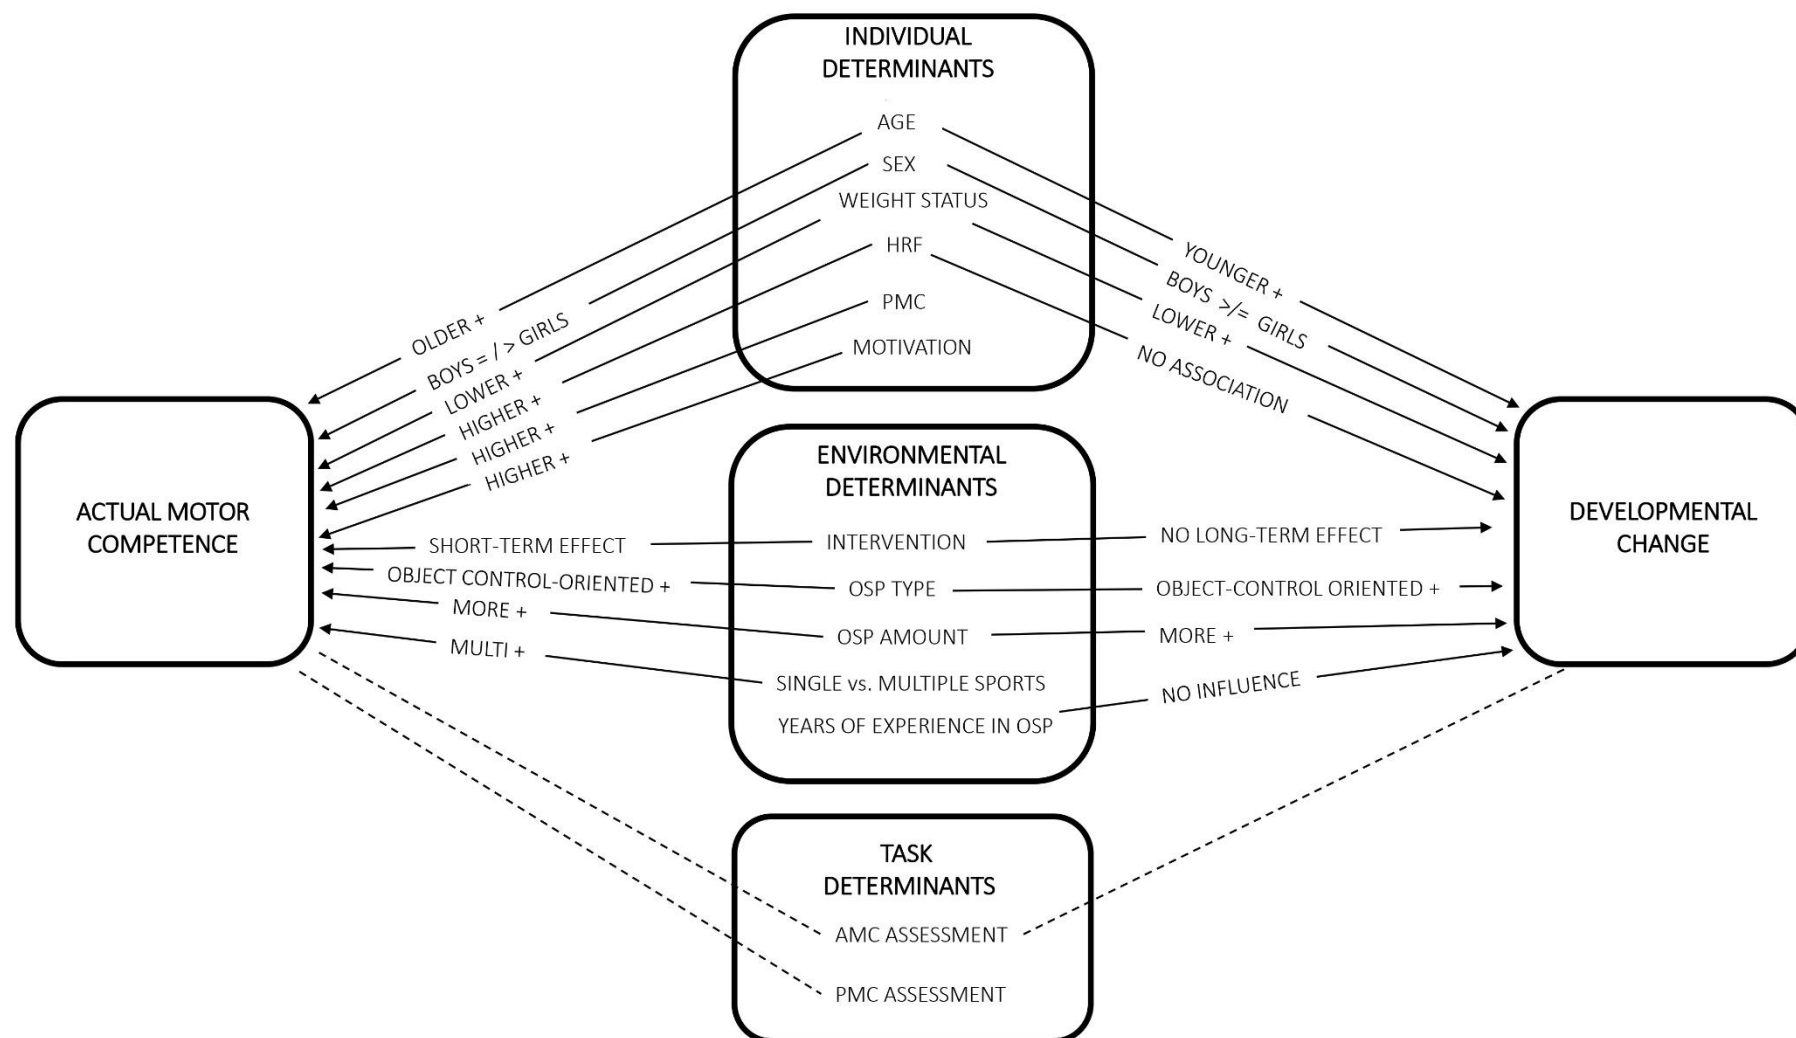 INDIVIDUAL
DETERMINANTS
AGE
SEX
WEIGHT STATUS
HRF
PMC
MOTIVATION
OLDER +
BOYS = / > GIRLS
LOWER +
HIGHER +
HIGHER +
HIGHER +
YOUNGER +
BOYS >/= GIRLS
LOWER +
NO ASSOCIATION
ACTUAL MOTOR
COMPETENCE
ENVIRONMENTAL
DETERMINANTS
DEVELOPMENTAL
CHANGE
SHORT-TERM EFFECT
INTERVENTION
NO LONG-TERM EFFECT
OBJECT CONTROL-ORIENTED +
OSP TYPE
OBJECT-CONTROL ORIENTED +
MORE +
OSP AMOUNT
MORE +
MULTI +
SINGLE vs. MULTIPLE SPORTS
NO INFLUENCE
YEARS OF EXPERIENCE IN OSP
TASK
DETERMINANTS
AMC ASSESSMENT
PMC ASSESSMENT